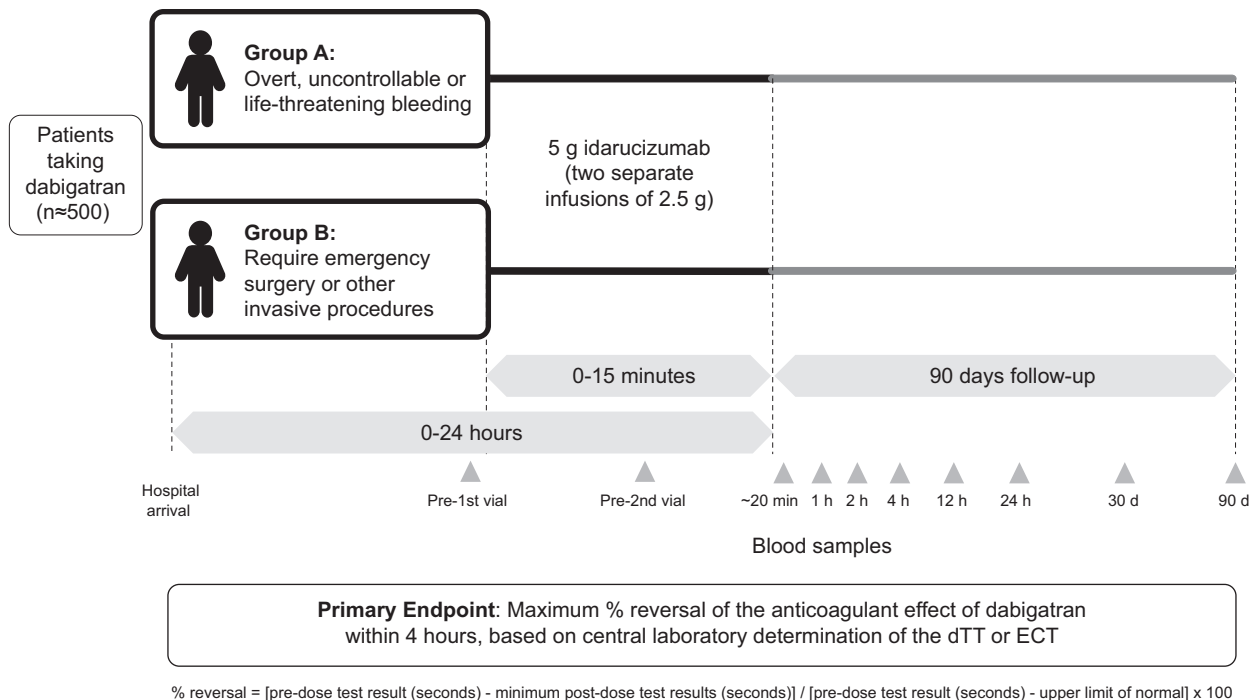 Group A:
Overt, uncontrollable or
life-threatening bleeding
Patients
taking
dabigatran
(n≈500)
5 g idarucizumab
(two separate
infusions of 2.5 g)
Group B:
Require emergency
surgery or other
invasive procedures
0-15 minutes
90 days follow-up
0-24 hours
Hospital
arrival
Pre-1st vial
Pre-2nd vial
~20 min
1 h
2 h
4 h
12 h
24 h
30 d
90 d
Blood samples
Primary Endpoint: Maximum % reversal of the anticoagulant effect of dabigatran
within 4 hours, based on central laboratory determination of the dTT or ECT
% reversal = [pre-dose test result (seconds) - minimum post-dose test results (seconds)] / [pre-dose test result (seconds) - upper limit of normal] x 100